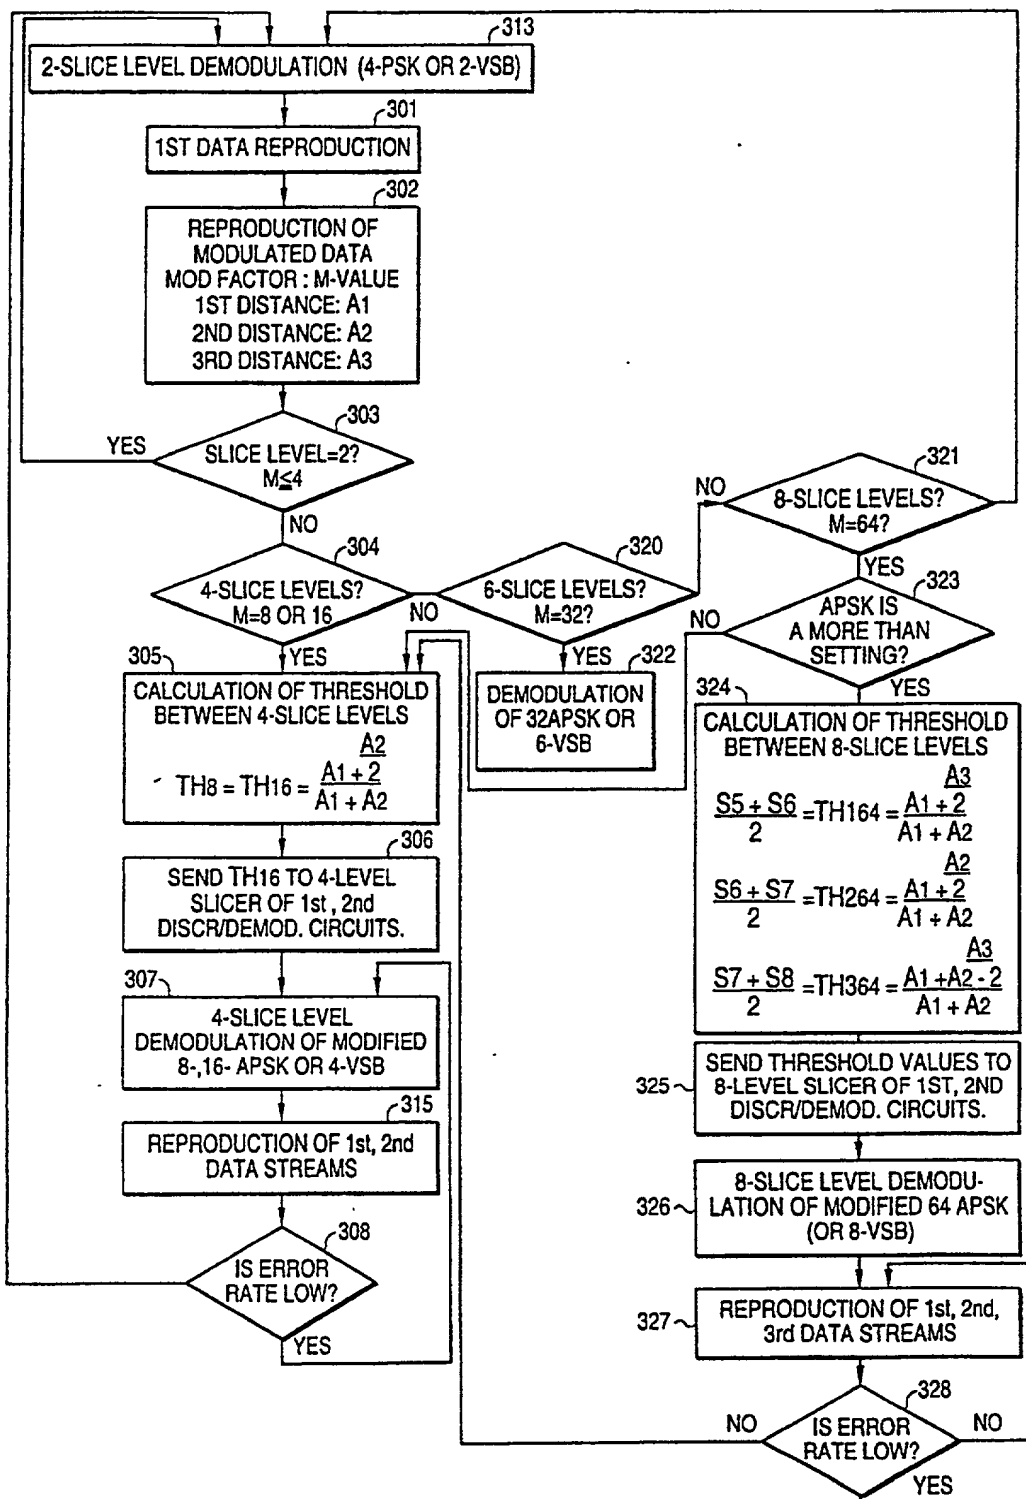 313
2-SLICE LEVEL DEMODULATION (4-PSK OR 2-VSB)
301
1ST DATA REPRODUCTION
302
REPRODUCTION OF
MODULATED DATA
MOD FACTOR : M-VALUE
1ST DISTANCE: A1
2ND DISTANCE: A2
3RD DISTANCE: A3
303
YES
SLICE LEVEL=2?
M≤4
NO
304
4-SLICE LEVELS?
M=8 OR 16
NO
YES
320
6-SLICE LEVELS?
M=32?
YES
322
DEMODULATION
OF 32APSK OR
6-VSB
NO
321
8-SLICE LEVELS?
M=64?
YES
323
NO
APSK IS
A MORE THAN
SETTING?
YES
305
CALCULATION OF THRESHOLD
BETWEEN 4-SLICE LEVELS
A2
TH8 = TH16 = A1 + 2
A1 + A2
306
SEND TH16 TO 4-LEVEL
SLICER OF 1st , 2nd
DISCR/DEMOD. CIRCUITS.
307
4-SLICE LEVEL
DEMODULATION OF MODIFIED
8-,16- APSK OR 4-VSB
315
REPRODUCTION OF 1st, 2nd
DATA STREAMS
308
IS ERROR
RATE LOW?
YES
324
CALCULATION OF THRESHOLD
BETWEEN 8-SLICE LEVELS
A3
S5 + S6 =TH164 = A1 + 2
2 A1 + A2
A2
S6 + S7 =TH264 = A1 + 2
2 A1 + A2
A3
S7 + S8 =TH364 = A1 +A2 - 2
2 A1 + A2
325
SEND THRESHOLD VALUES TO
8-LEVEL SLICER OF 1ST, 2ND
DISCR/DEMOD. CIRCUITS.
326
8-SLICE LEVEL DEMODU-
LATION OF MODIFIED 64 APSK
(OR 8-VSB)
327
REPRODUCTION OF 1st, 2nd,
3rd DATA STREAMS
328
NO
IS ERROR
RATE LOW?
NO
YES